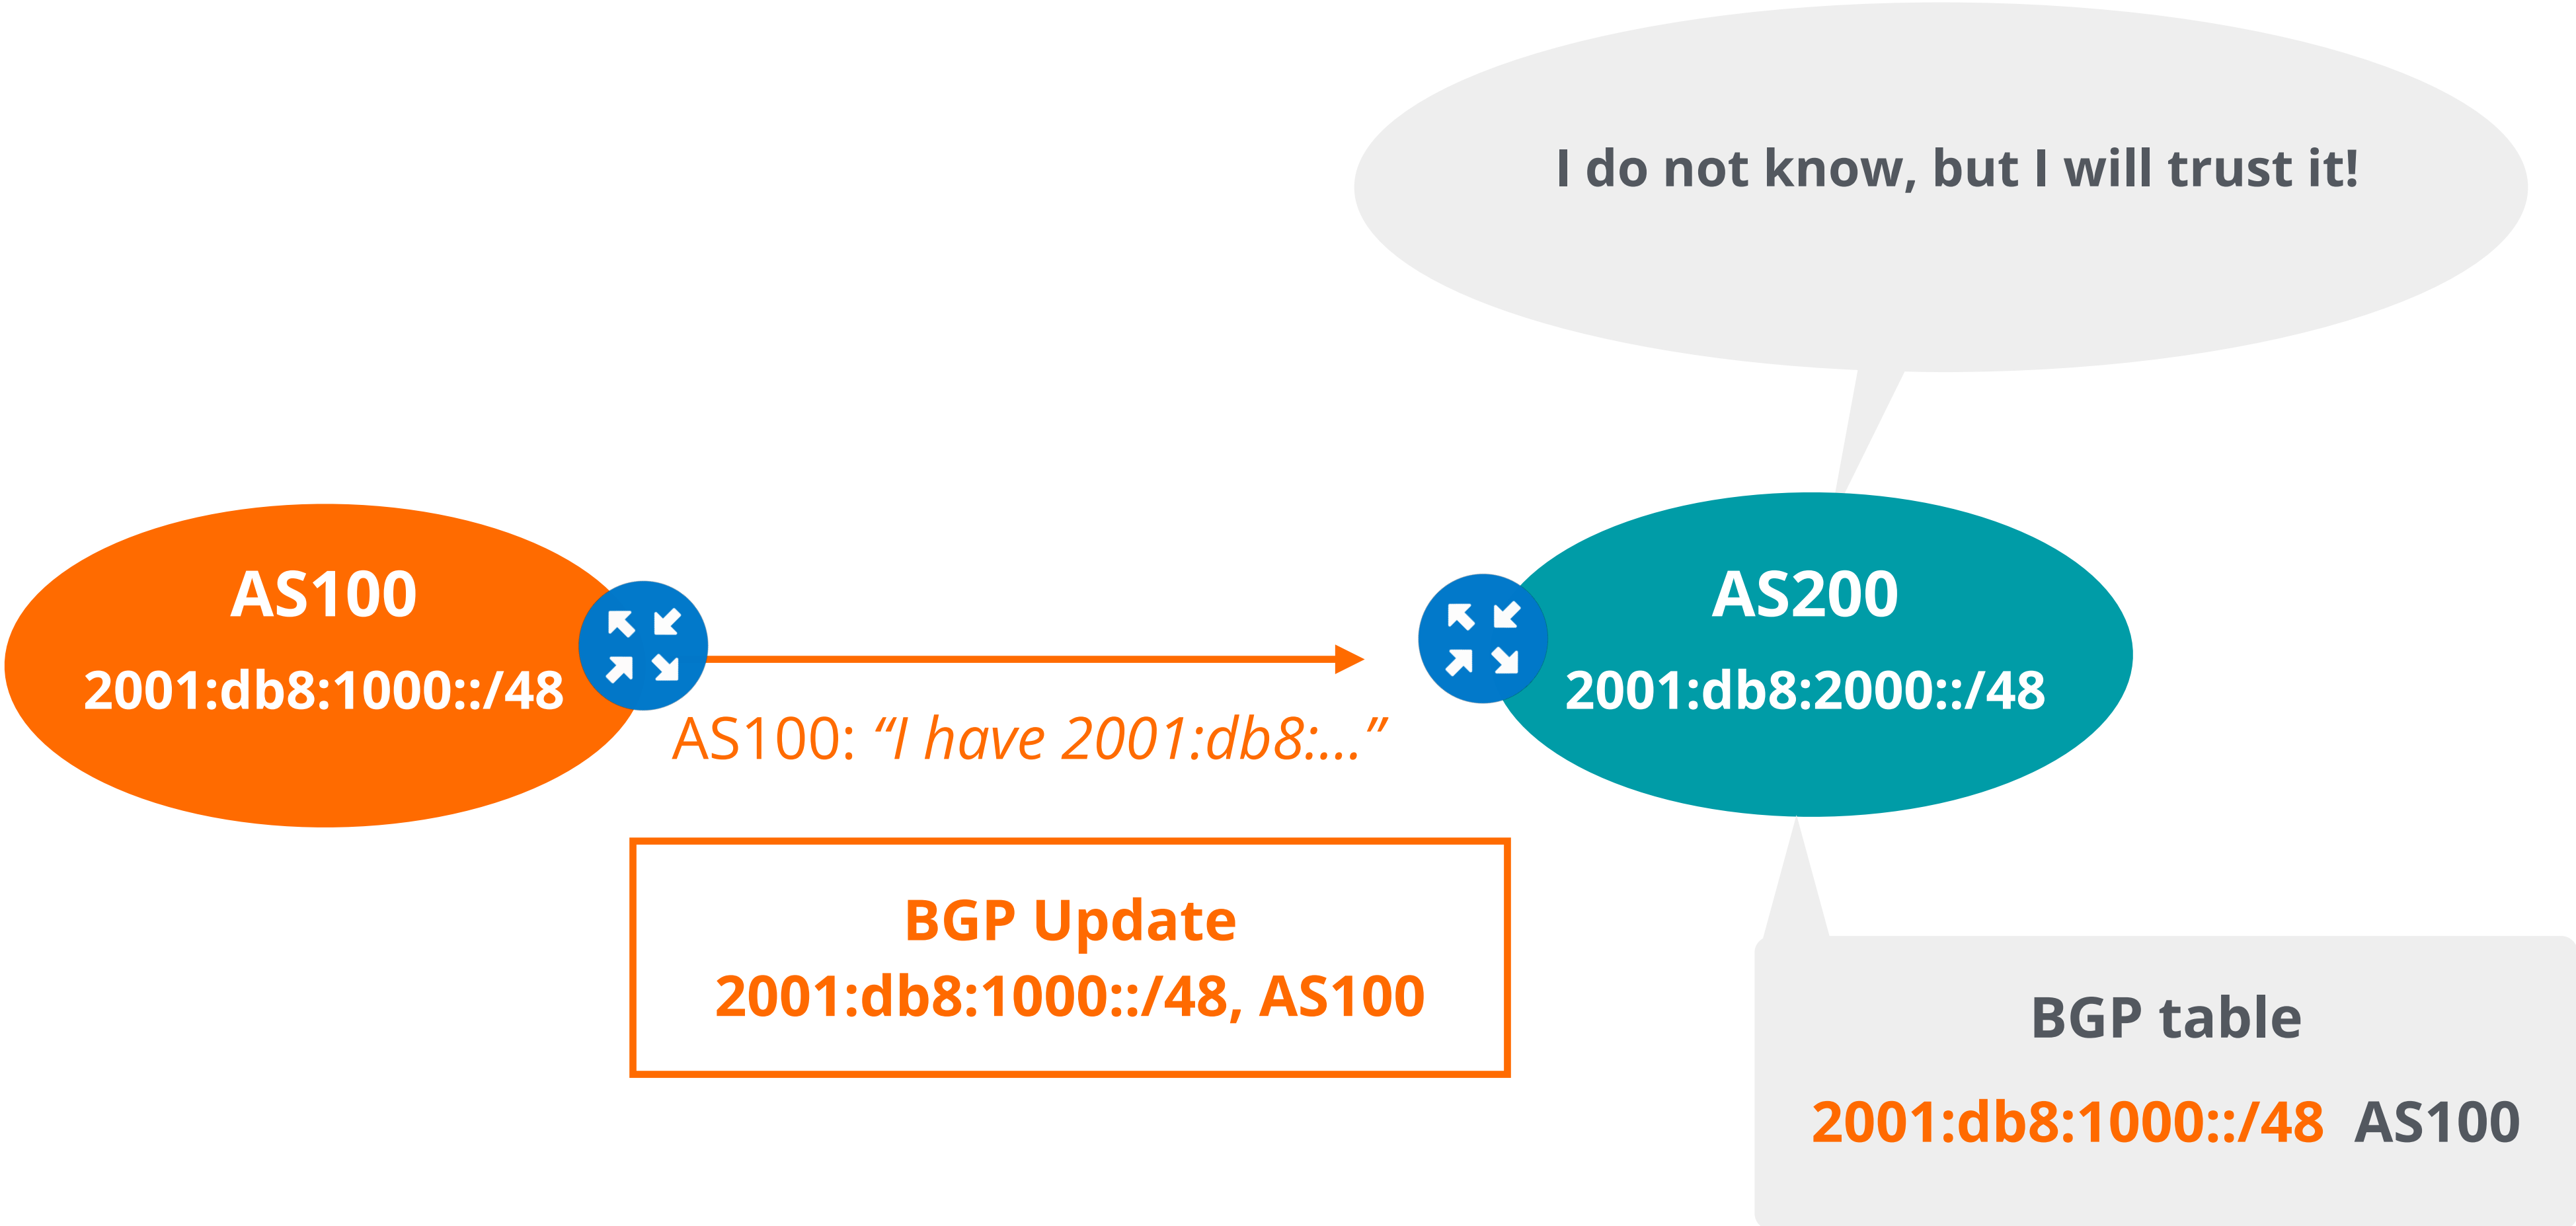 I do not know, but I will trust it!
AS100
2001:db8:1000::/48
AS200
2001:db8:2000::/48
AS100: “I have 2001:db8:...”
BGP Update
2001:db8:1000::/48, AS100
BGP table
2001:db8:1000::/48 AS100